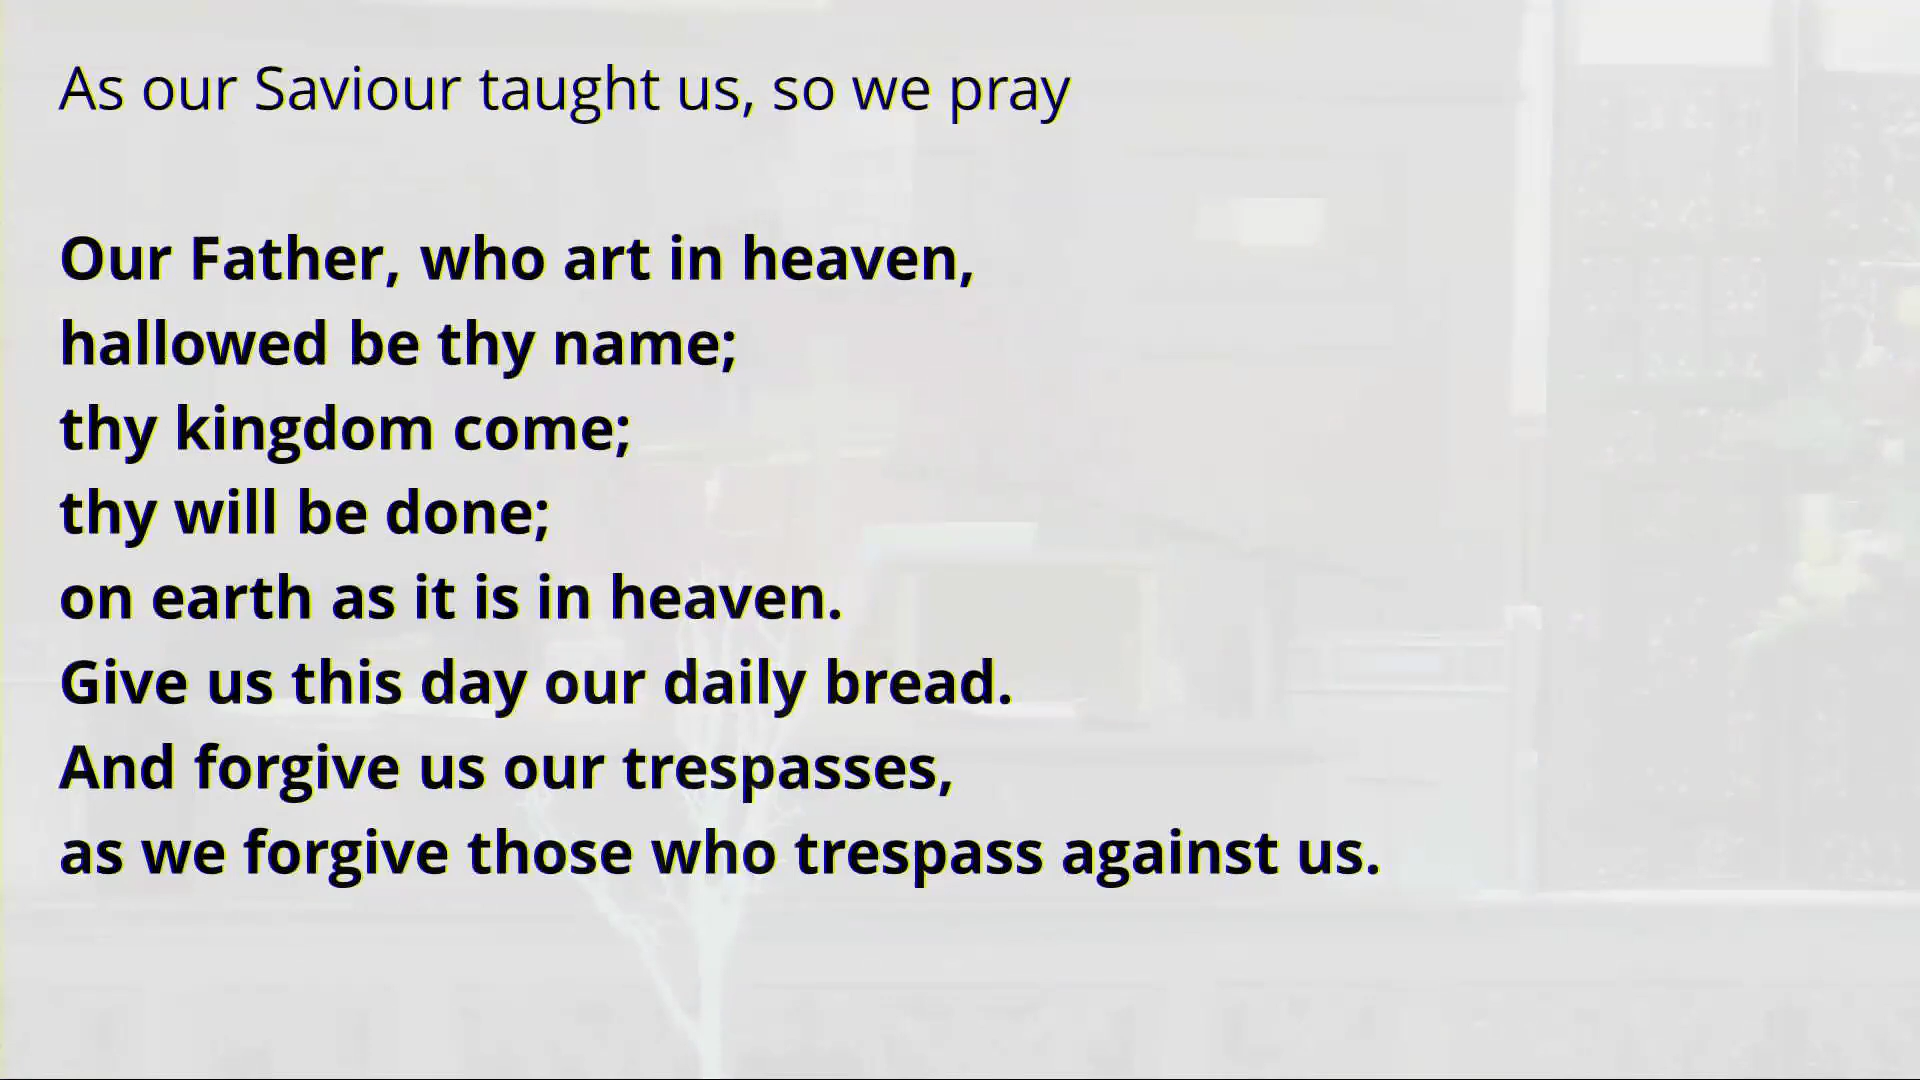 As our Saviour taught us, so we pray
Our Father, who art in heaven,
hallowed be thy name;
thy kingdom come;
thy will be done;
on earth as it is in heaven.
Give us this day our daily bread.
And forgive us our trespasses,
as we forgive those who trespass against us.